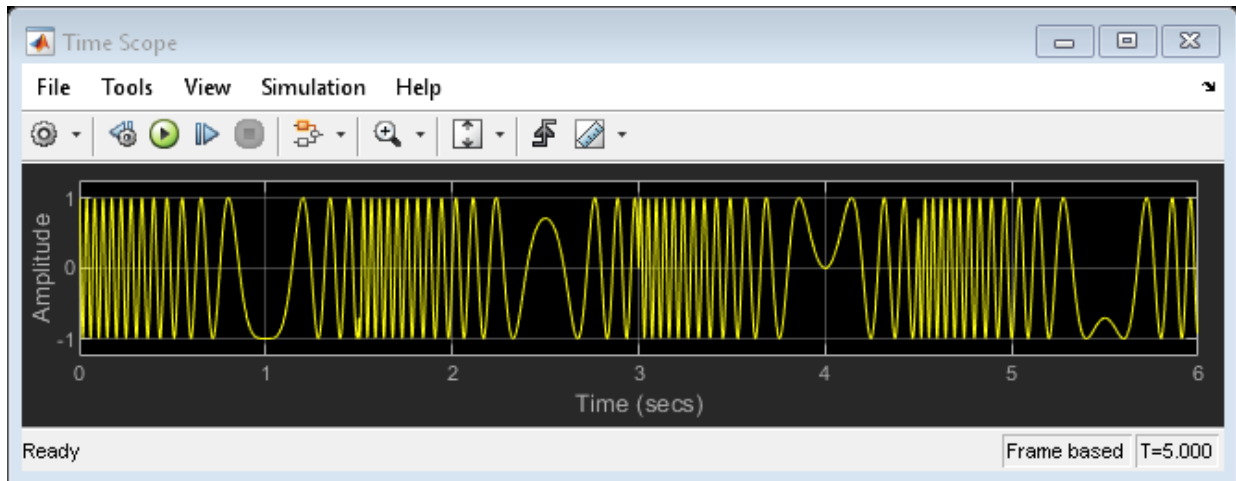 Time Scope
File Tools View Simulation Help
Amplitude
1
0
-1
0 1 2 3 4 5 6
Time (secs)
Ready Frame based T=5.000